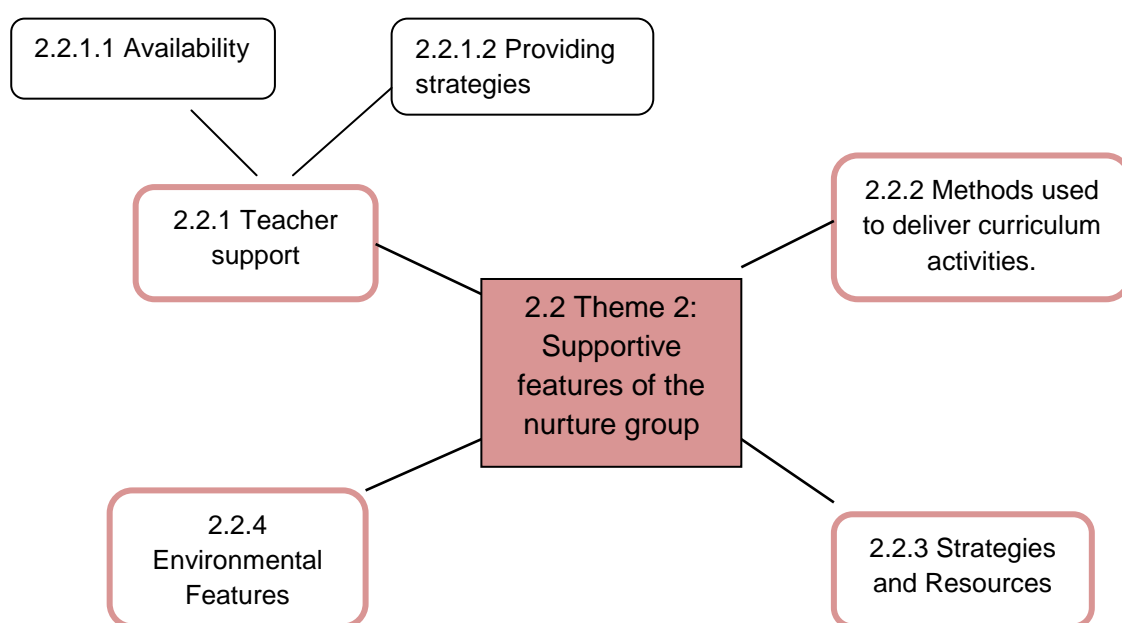 2.2.1.1 Availability
2.2.1.2 Providing
strategies
2.2.1 Teacher
support
2.2.2 Methods used
to deliver curriculum
activities.
2.2 Theme 2:
Supportive
features of the
nurture group
2.2.4
Environmental
Features
2.2.3 Strategies
and Resources